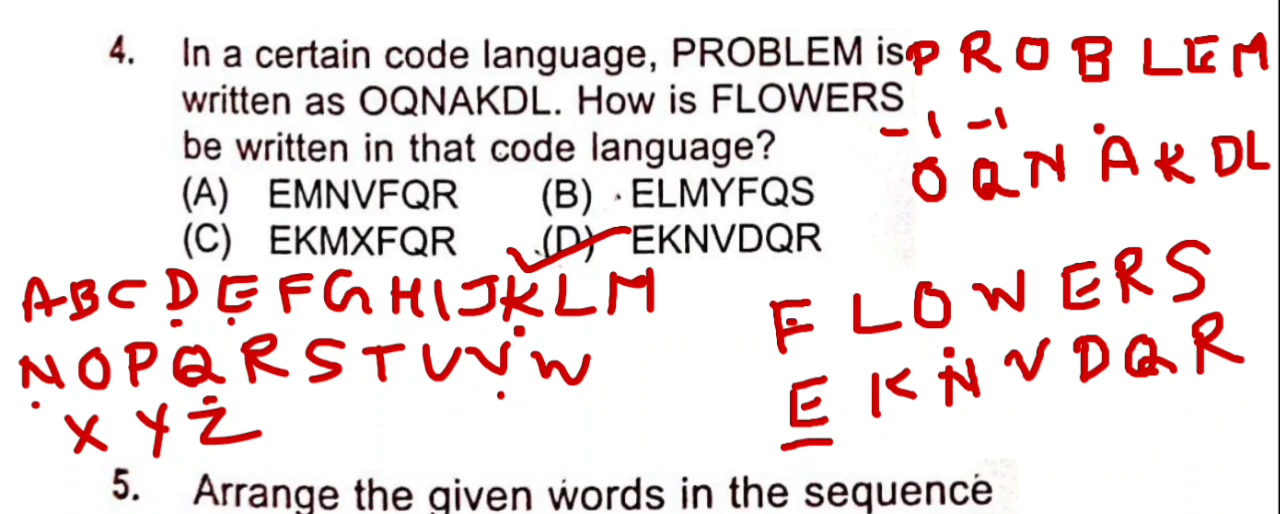 4. In a certain code language, PROBLEM is
written as OQNAKDL. How is FLOWERS
be written in that code language?
(A) EMNVFQR (B) ELMYFQS
(C) EKMXFQR (D) EKNVDQR
PROBLEM
-1 -1
OQNAKDL
ABCDEFGHIJKLM
NOPQRSTUVW
XYZ
FLOWERS
EKNVDQR
5. Arrange the given words in the sequence